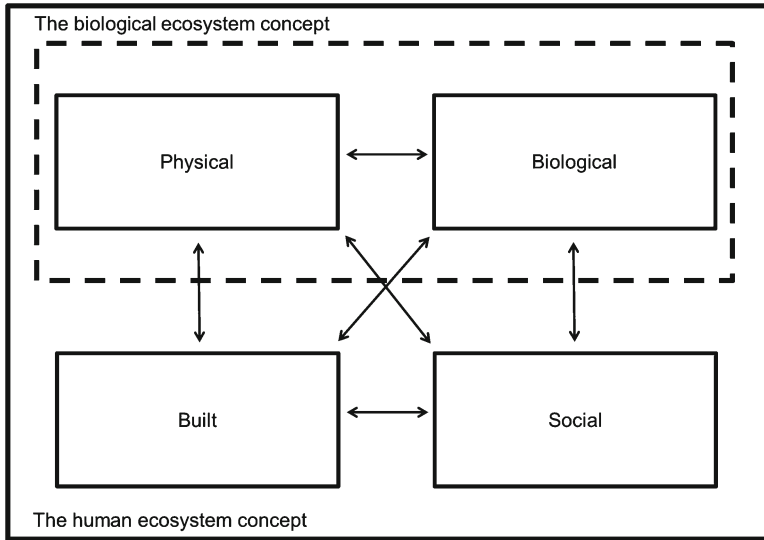 The biological ecosystem concept
Physical
Biological
Built
Social
The human ecosystem concept